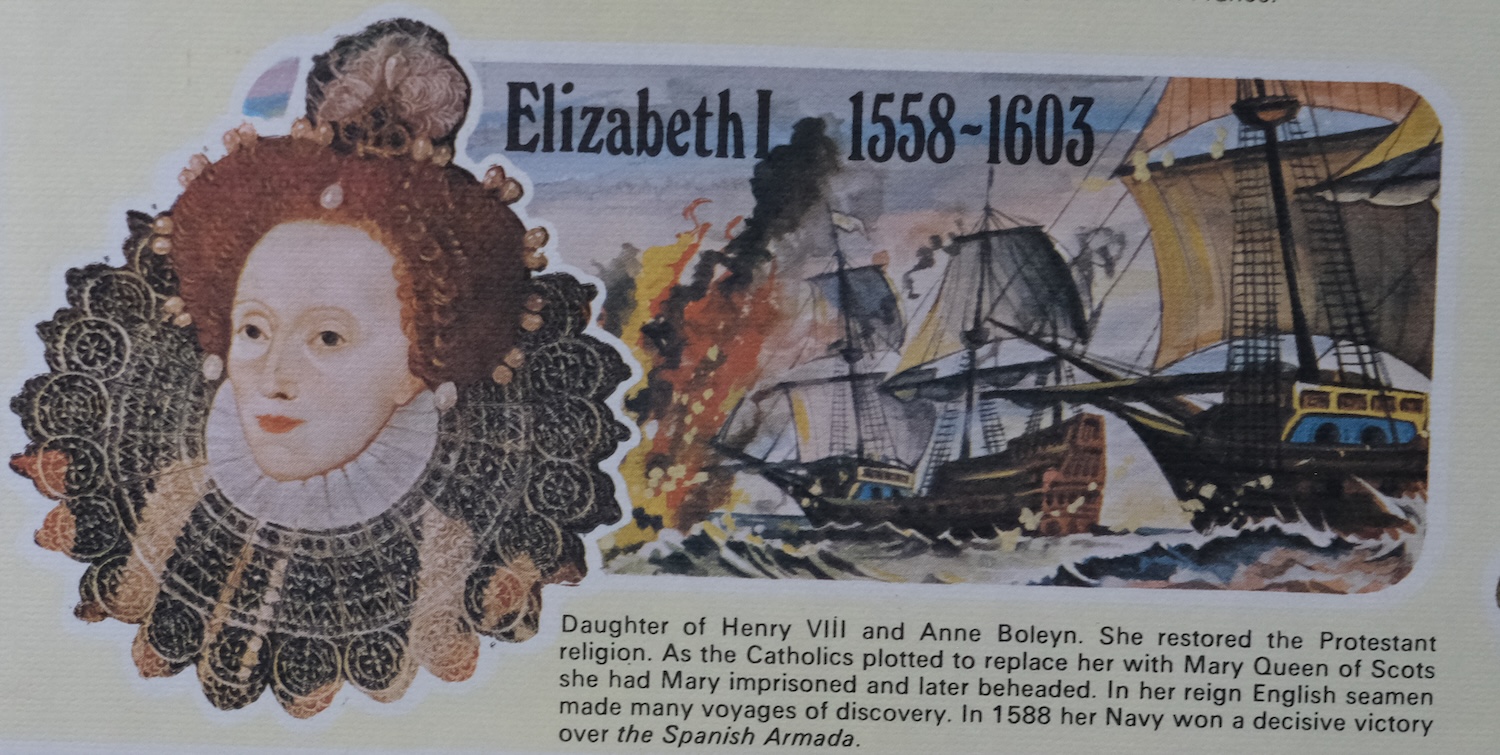 Elizabeth I 1558~1603
Daughter of Henry VIII and Anne Boleyn. She restored the Protestant
religion. As the Catholics plotted to replace her with Mary Queen of Scots
she had Mary imprisoned and later beheaded. In her reign English seamen
made many voyages of discovery. In 1588 her Navy won a decisive victory
over the Spanish Armada.